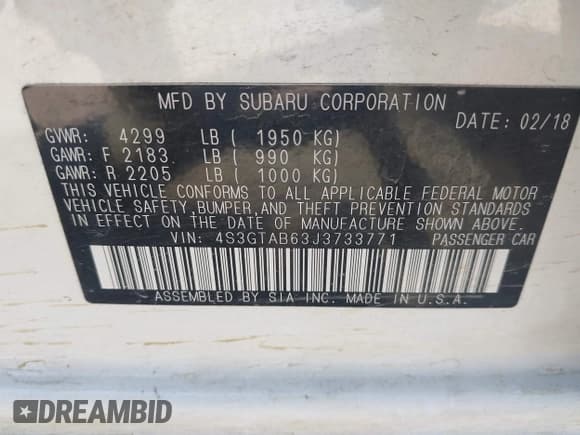 MFD BY SUBARU CORPORATION
DATE: 02/18
GVWR: 4299 LB ( 1950 KG)
GAWR: F 2183 LB ( 990 KG)
GAWR: R 2205 LB ( 1000 KG)
THIS VEHICLE CONFORMS TO ALL APPLICABLE FEDERAL MOTOR
VEHICLE SAFETY, BUMPER, AND THEFT PREVENTION STANDARDS
IN EFFECT ON THE DATE OF MANUFACTURE SHOWN ABOVE.
VIN: 4S3GTAB63J3733771 PASSENGER CAR
ASSEMBLED BY SIA INC. MADE IN U.S.A.
DREAMBID